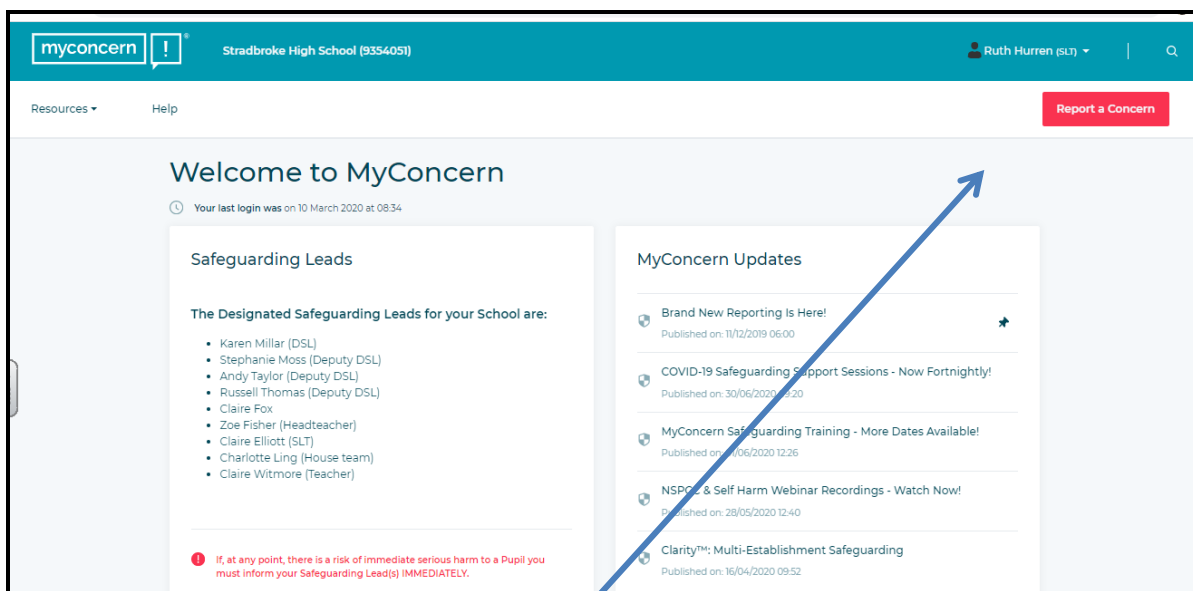 myconcern ! ®
Stradbroke High School (9354051)
Ruth Hurren (SLT)
Resources
Help
Report a Concern
Welcome to MyConcern
Your last login was on 10 March 2020 at 08:34
Safeguarding Leads
The Designated Safeguarding Leads for your School are:
• Karen Millar (DSL)
• Stephanie Moss (Deputy DSL)
• Andy Taylor (Deputy DSL)
• Russell Thomas (Deputy DSL)
• Claire Fox
• Zoe Fisher (Headteacher)
• Claire Elliott (SLT)
• Charlotte Ling (House team)
• Claire Witmore (Teacher)
! If, at any point, there is a risk of immediate serious harm to a Pupil you
must inform your Safeguarding Lead(s) IMMEDIATELY.
MyConcern Updates
Brand New Reporting Is Here!
Published on: 11/12/2019 06:00
COVID-19 Safeguarding Support Sessions - Now Fortnightly!
Published on: 30/06/2020
MyConcern Safeguarding Training - More Dates Available!
Published on: 12:26
NSPCC & Self Harm Webinar Recordings - Watch Now!
Published on: 28/05/2020 12:40
Clarity™: Multi-Establishment Safeguarding
Published on: 16/04/2020 09:52